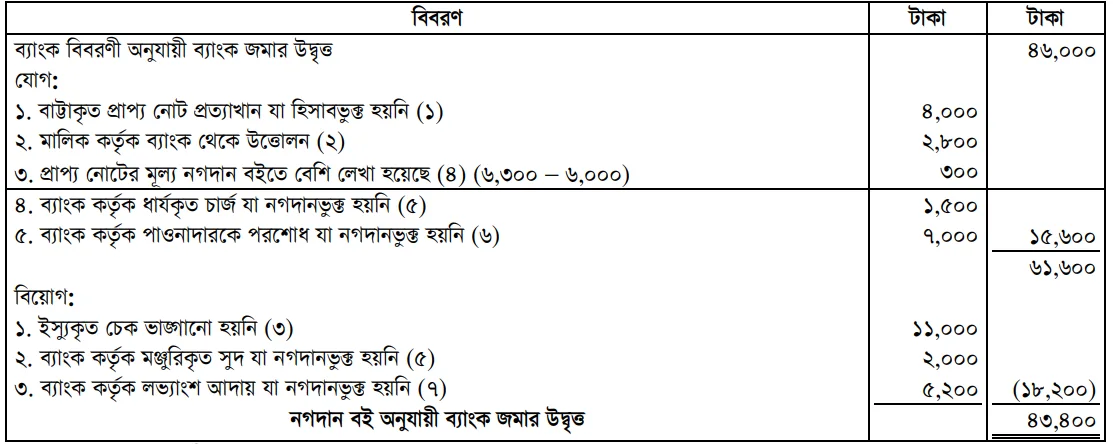 বিবরণ টাকা টাকা
ব্যাংক বিবরণী অনুযায়ী ব্যাংক জমার উদ্বৃত্ত ৪৬,০০০
যোগ:
১. বাট্টাকৃত প্রাপ্য নোট প্রত্যাখান যা হিসাবভুক্ত হয়নি (১) ৪,০০০
২. মালিক কর্তৃক ব্যাংক থেকে উত্তোলন (২) ২,৮০০
৩. প্রাপ্য নোটের মূল্য নগদান বইতে বেশি লেখা হয়েছে (৪) (৬,৩০০ – ৬,০০০) ৩০০
৪. ব্যাংক কর্তৃক ধার্যকৃত চার্জ যা নগদানভুক্ত হয়নি (৫) ১,৫০০
৫. ব্যাংক কর্তৃক পাওনাদারকে পরশোধ যা নগদানভুক্ত হয়নি (৬) ৭,০০০ ১৫,৬০০
৬১,৬০০
বিয়োগ:
১. ইস্যুকৃত চেক ভাঙ্গানো হয়নি (৩) ১১,০০০
২. ব্যাংক কর্তৃক মঞ্জুরিকৃত সুদ যা নগদানভুক্ত হয়নি (৫) ২,০০০
৩. ব্যাংক কর্তৃক লভ্যাংশ আদায় যা নগদানভুক্ত হয়নি (৭) ৫,২০০ (১৮,২০০)
নগদান বই অনুযায়ী ব্যাংক জমার উদ্বৃত্ত ৪৩,৪০০